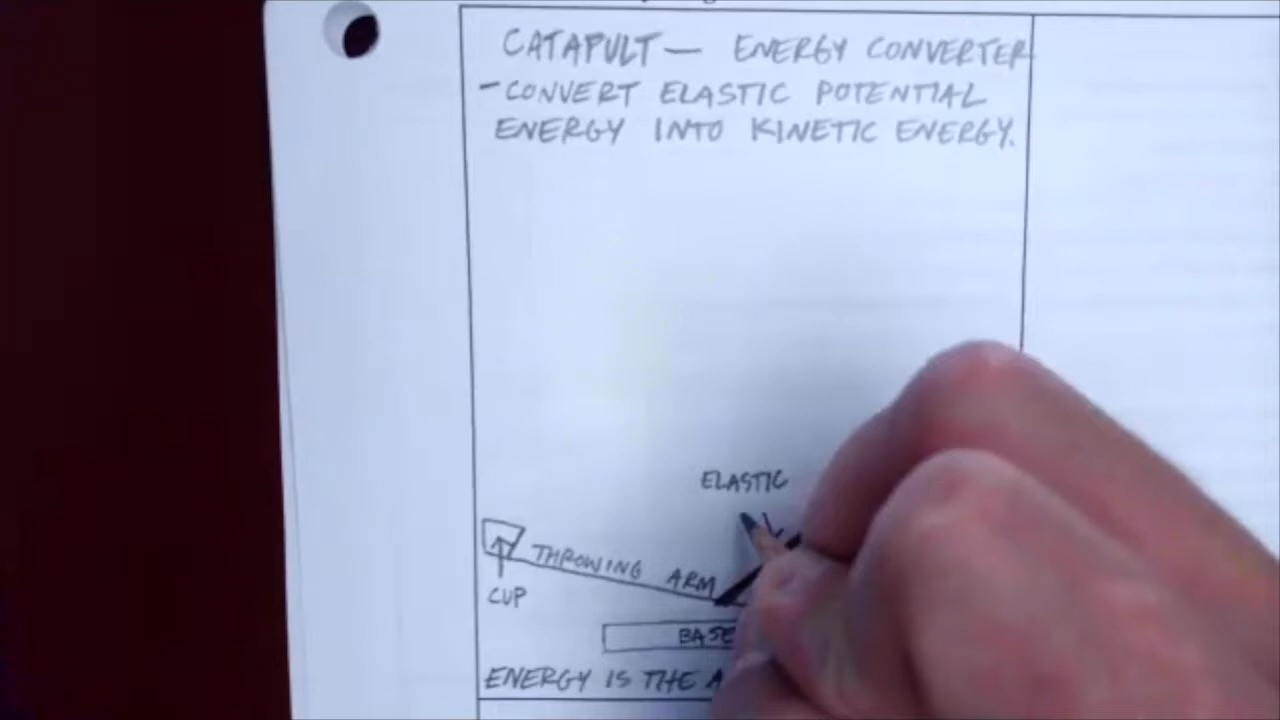 CATAPULT — ENERGY CONVERTER
- CONVERT ELASTIC POTENTIAL
ENERGY INTO KINETIC ENERGY.
ELASTIC
THROWING ARM
CUP
BASE
ENERGY IS THE A